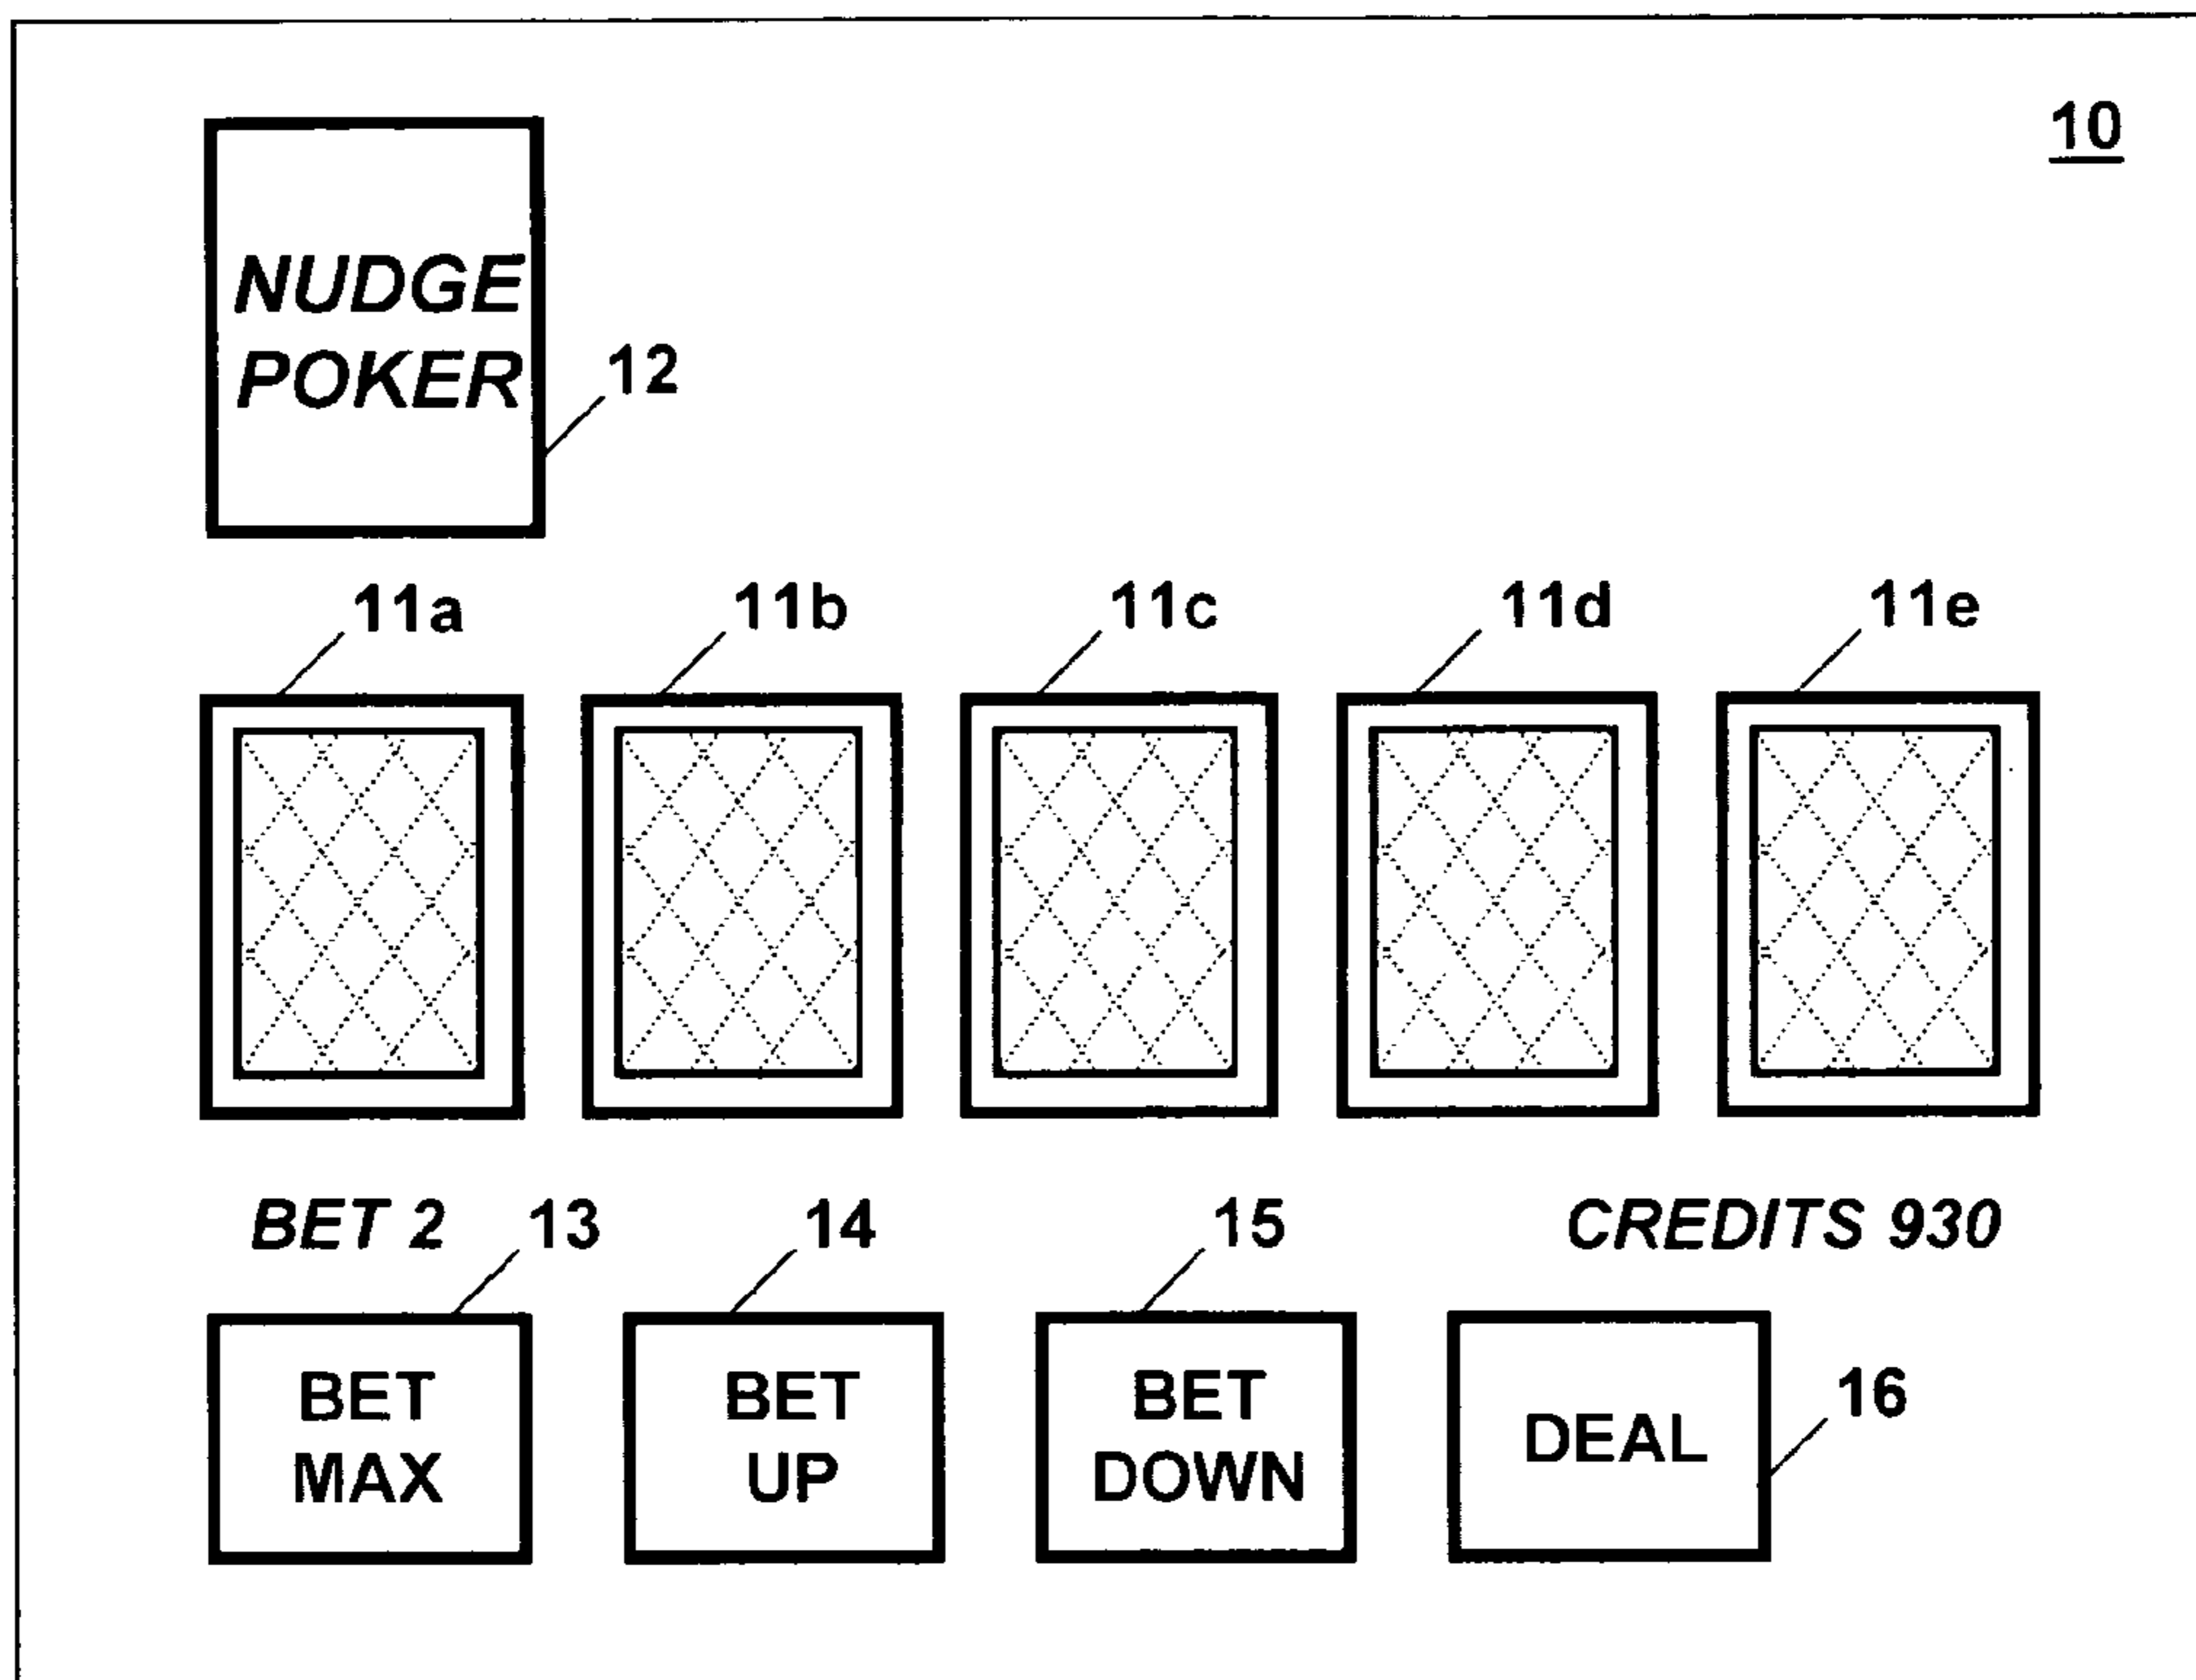 10
NUDGE
POKER
12
11a 11b 11c 11d 11e
BET 2 13 14 15 CREDITS 930
BET
MAX
BET
UP
BET
DOWN
DEAL
16